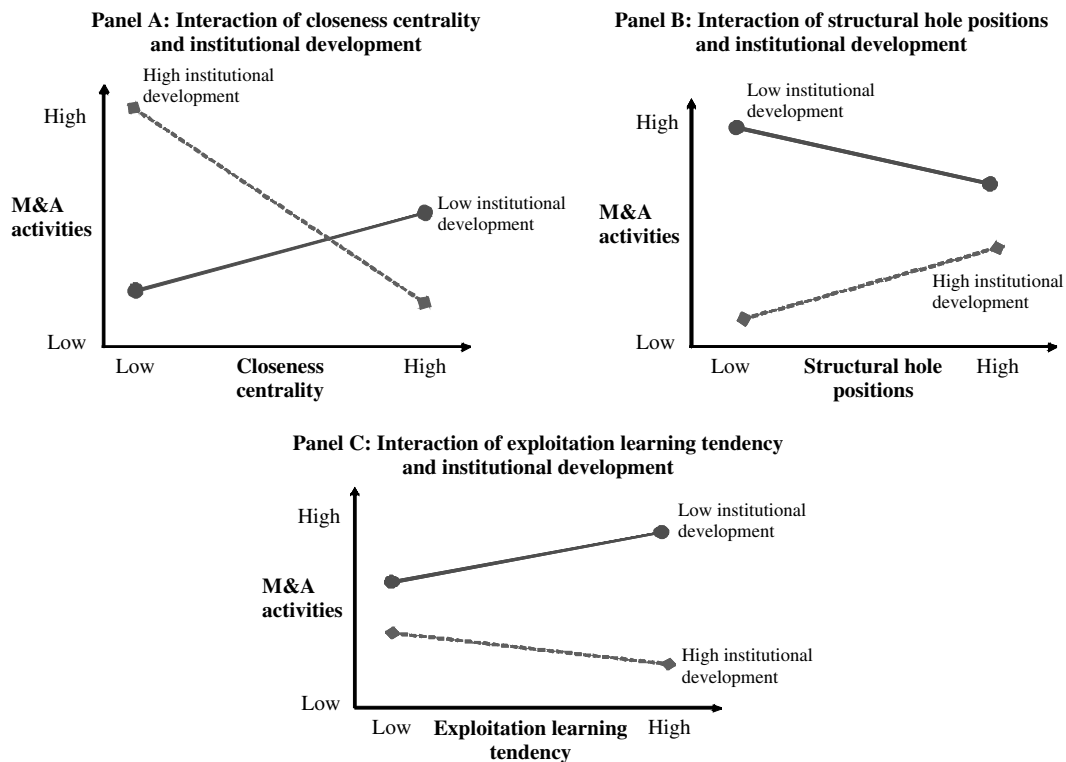 Panel A: Interaction of closeness centrality
and institutional development
High institutional
development
High
M&A
activities
Low institutional
development
Low
Low
Closeness
centrality
High
Panel B: Interaction of structural hole positions
and institutional development
Low institutional
development
High
M&A
activities
High institutional
development
Low
Low
Structural hole
positions
High
Panel C: Interaction of exploitation learning tendency
and institutional development
High
Low institutional
development
M&A
activities
High institutional
development
Low
Low
Exploitation learning
tendency
High